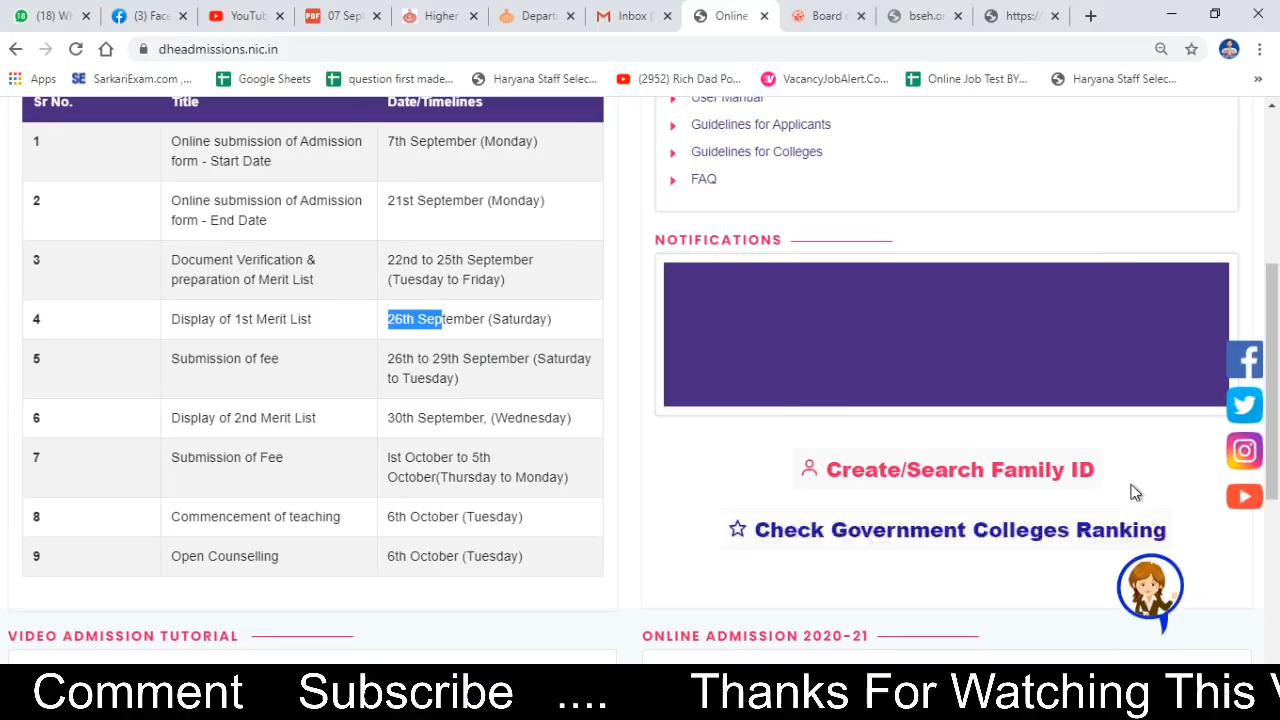 (18) W
(3) Face
YouTub
PDF 07 Sep
Higher
Depart
Inbox (
Online
Board o
bseh.or
https:/
dheadmissions.nic.in
Apps
SE SarkariExam.com ,...
Google Sheets
question first made...
Haryana Staff Selec...
(2952) Rich Dad Po...
VacancyJobAlert.Co...
Online Job Test BY...
Haryana Staff Selec...
»
Sr No. Title Date/Timelines
1 Online submission of Admission 7th September (Monday)
form - Start Date
2 Online submission of Admission 21st September (Monday)
form - End Date
3 Document Verification & 22nd to 25th September
preparation of Merit List (Tuesday to Friday)
4 Display of 1st Merit List 26th September (Saturday)
5 Submission of fee 26th to 29th September (Saturday
to Tuesday)
6 Display of 2nd Merit List 30th September, (Wednesday)
7 Submission of Fee Ist October to 5th
October(Thursday to Monday)
8 Commencement of teaching 6th October (Tuesday)
9 Open Counselling 6th October (Tuesday)
User Manual
Guidelines for Applicants
Guidelines for Colleges
FAQ
NOTIFICATIONS
Create/Search Family ID
Check Government Colleges Ranking
VIDEO ADMISSION TUTORIAL
ONLINE ADMISSION 2020-21
Comment Subscribe .... Thanks For Watching This